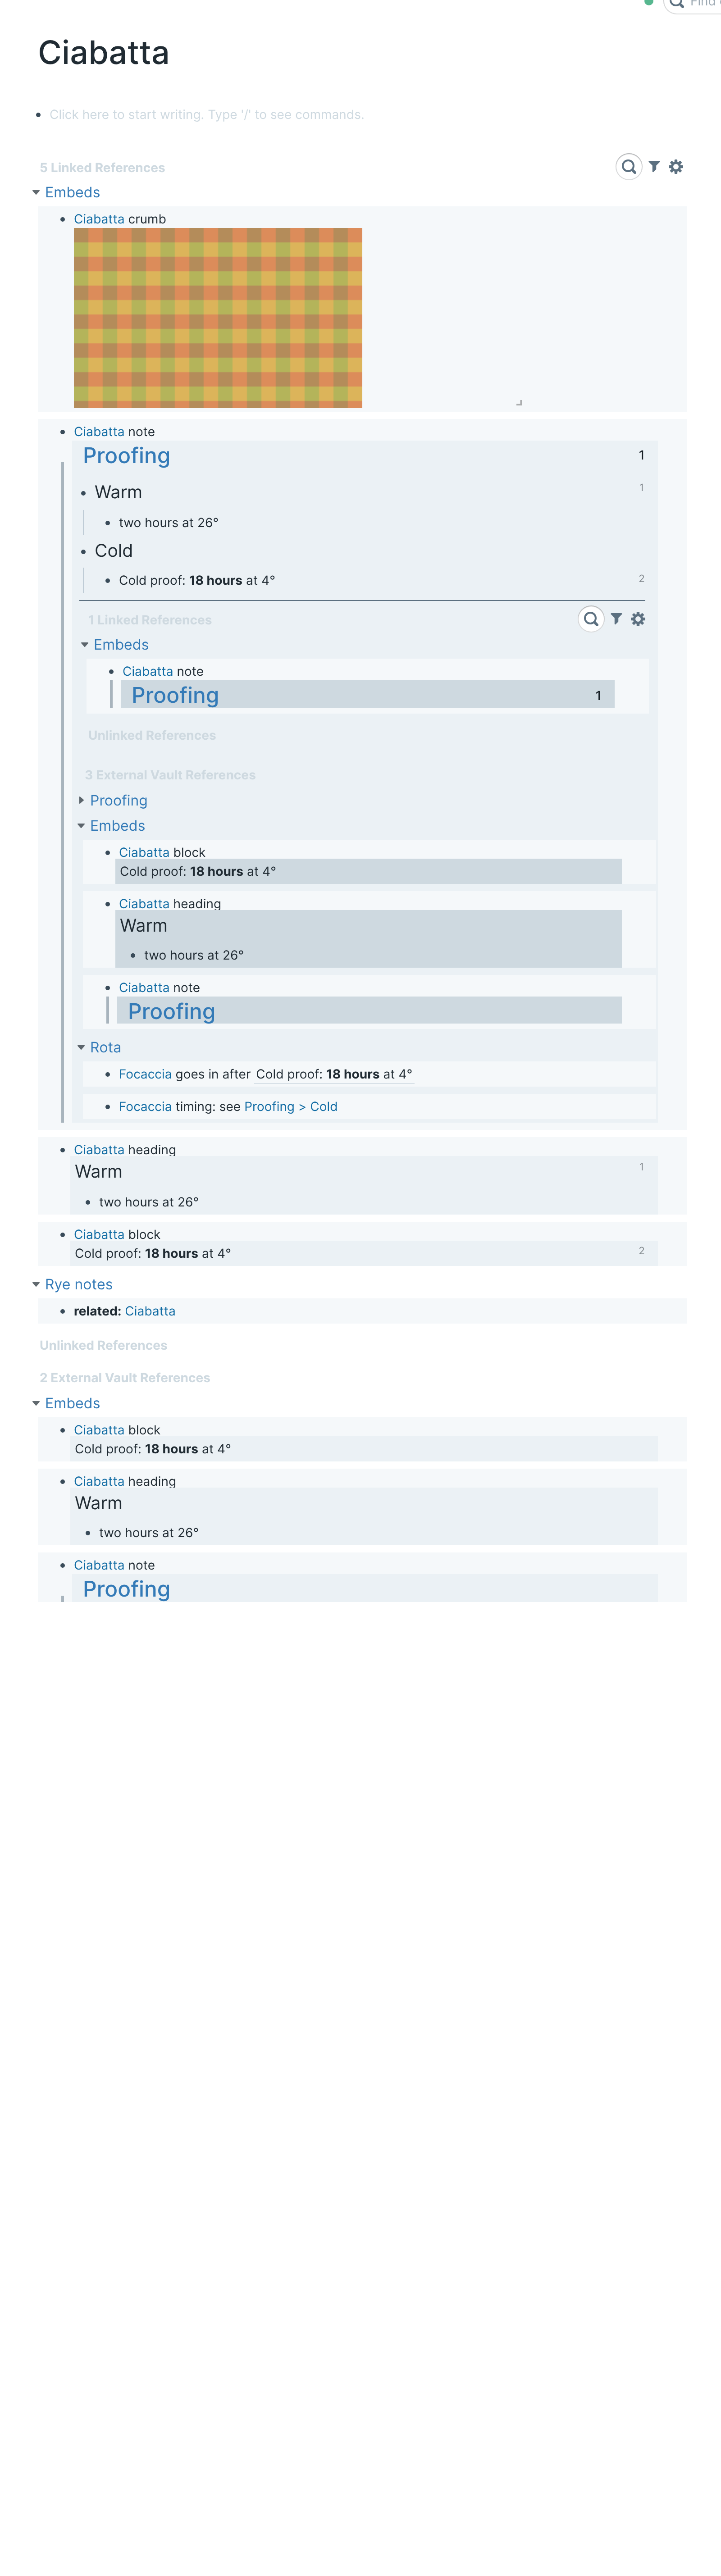 Find
Ciabatta
Click here to start writing. Type '/' to see commands.
5 Linked References
Embeds
Ciabatta crumb
Ciabatta note
Proofing 1
Warm 1
two hours at 26°
Cold
Cold proof: 18 hours at 4° 2
1 Linked References
Embeds
Ciabatta note
Proofing 1
Unlinked References
3 External Vault References
Proofing
Embeds
Ciabatta block
Cold proof: 18 hours at 4°
Ciabatta heading
Warm
two hours at 26°
Ciabatta note
Proofing
Rota
Focaccia goes in after Cold proof: 18 hours at 4°
Focaccia timing: see Proofing > Cold
Ciabatta heading
Warm 1
two hours at 26°
Ciabatta block
Cold proof: 18 hours at 4° 2
Rye notes
related: Ciabatta
Unlinked References
2 External Vault References
Embeds
Ciabatta block
Cold proof: 18 hours at 4°
Ciabatta heading
Warm
two hours at 26°
Ciabatta note
Proofing